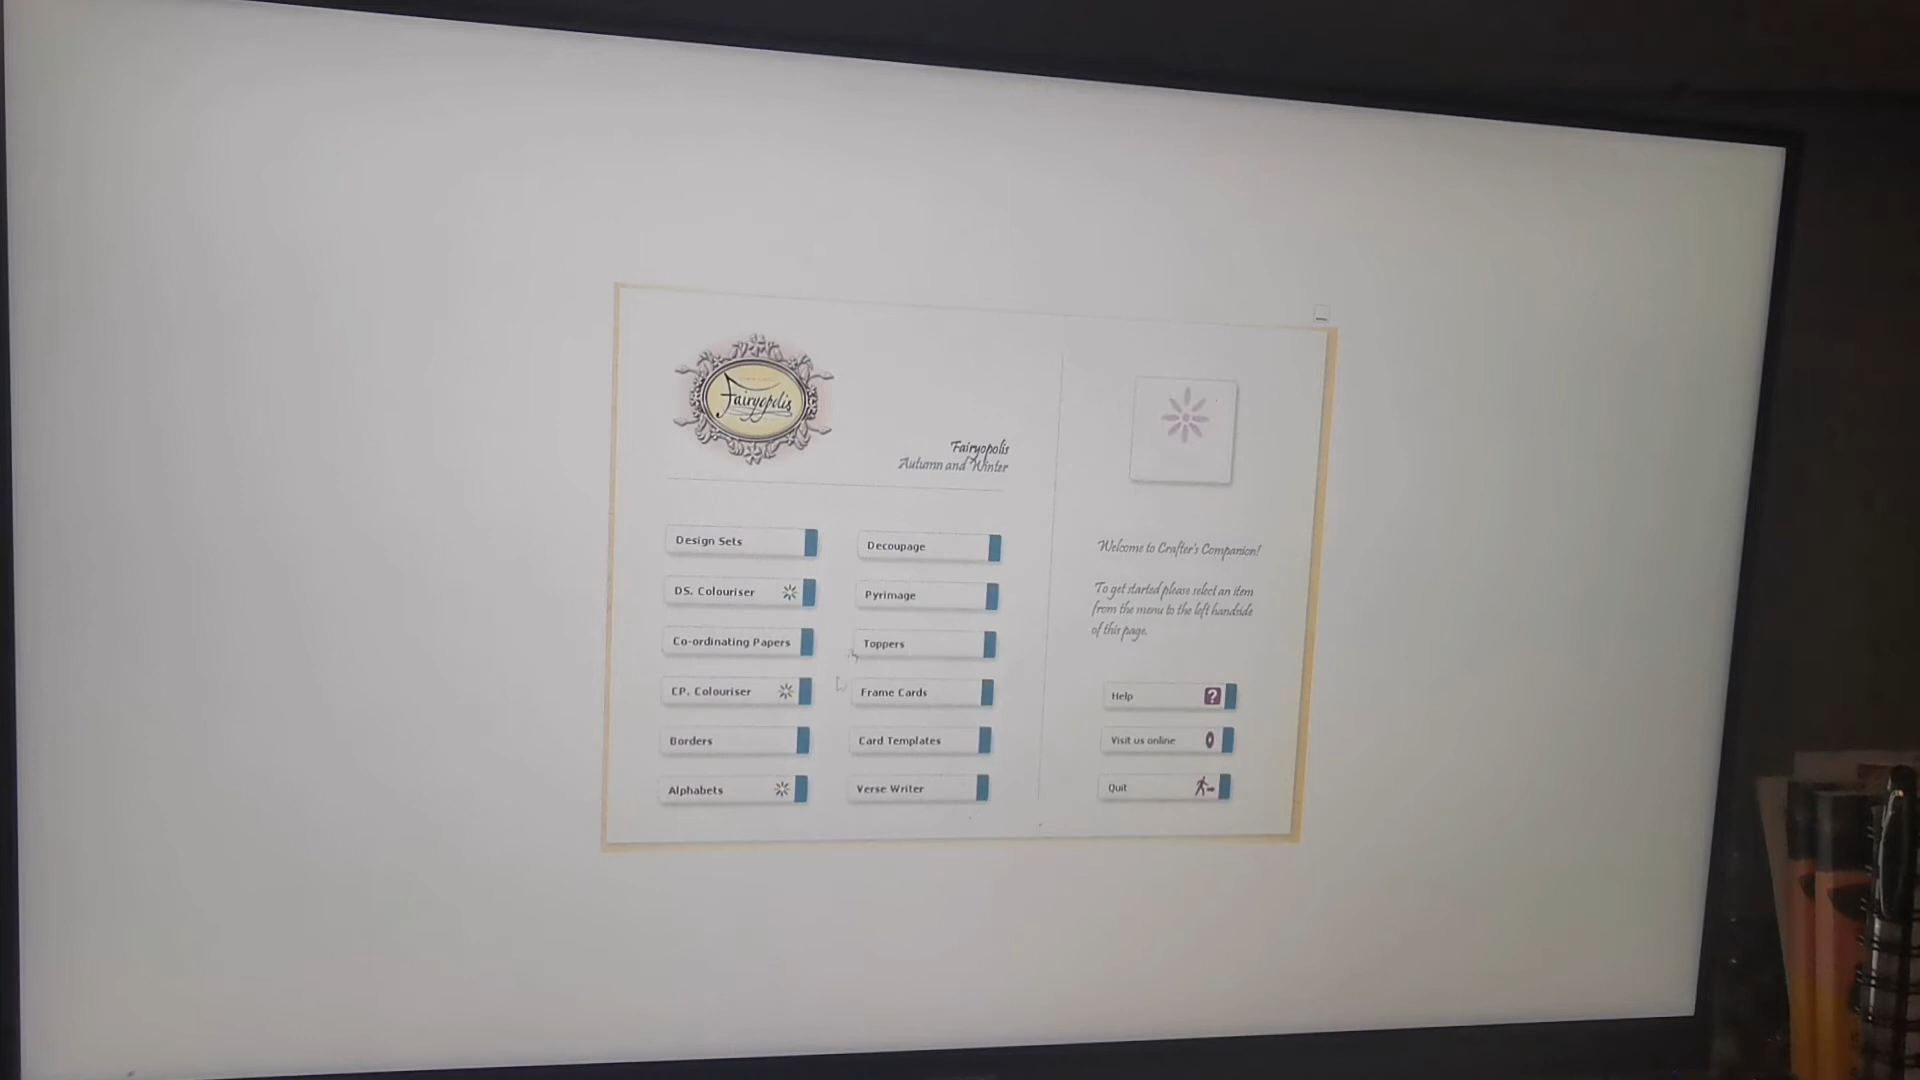 Fairyopolis
Fairyopolis
Autumn and Winter
Design Sets
DS. Colouriser
Co-ordinating Papers
CP. Colouriser
Borders
Alphabets
Decoupage
Pyrimage
Toppers
Frame Cards
Card Templates
Verse Writer
Welcome to Crafter's Companion!
To get started please select an item
from the menu to the left handside
of this page.
Help ?
Visit us online
Quit